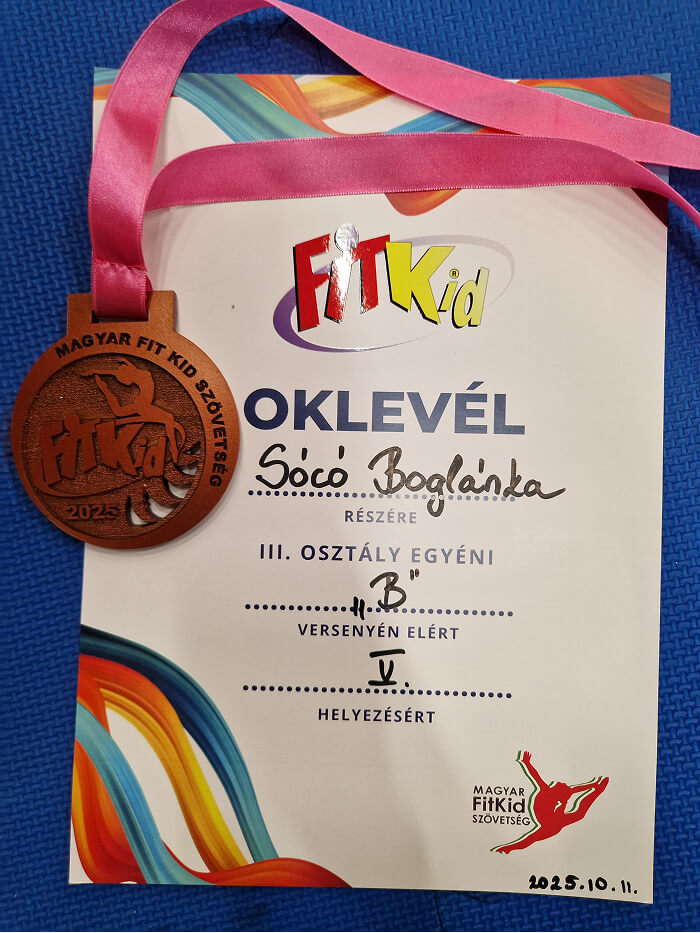 MAGYAR FIT KID SZÖVETSÉG
FiTKid
2025
FiTKid®
OKLEVÉL
Sócó Boglárka
RÉSZÉRE
III. OSZTÁLY EGYÉNI
„B"
VERSENYÉN ELÉRT
V.
HELYEZÉSÉRT
MAGYAR
FitKid
SZÖVETSÉG
2025.10.11.